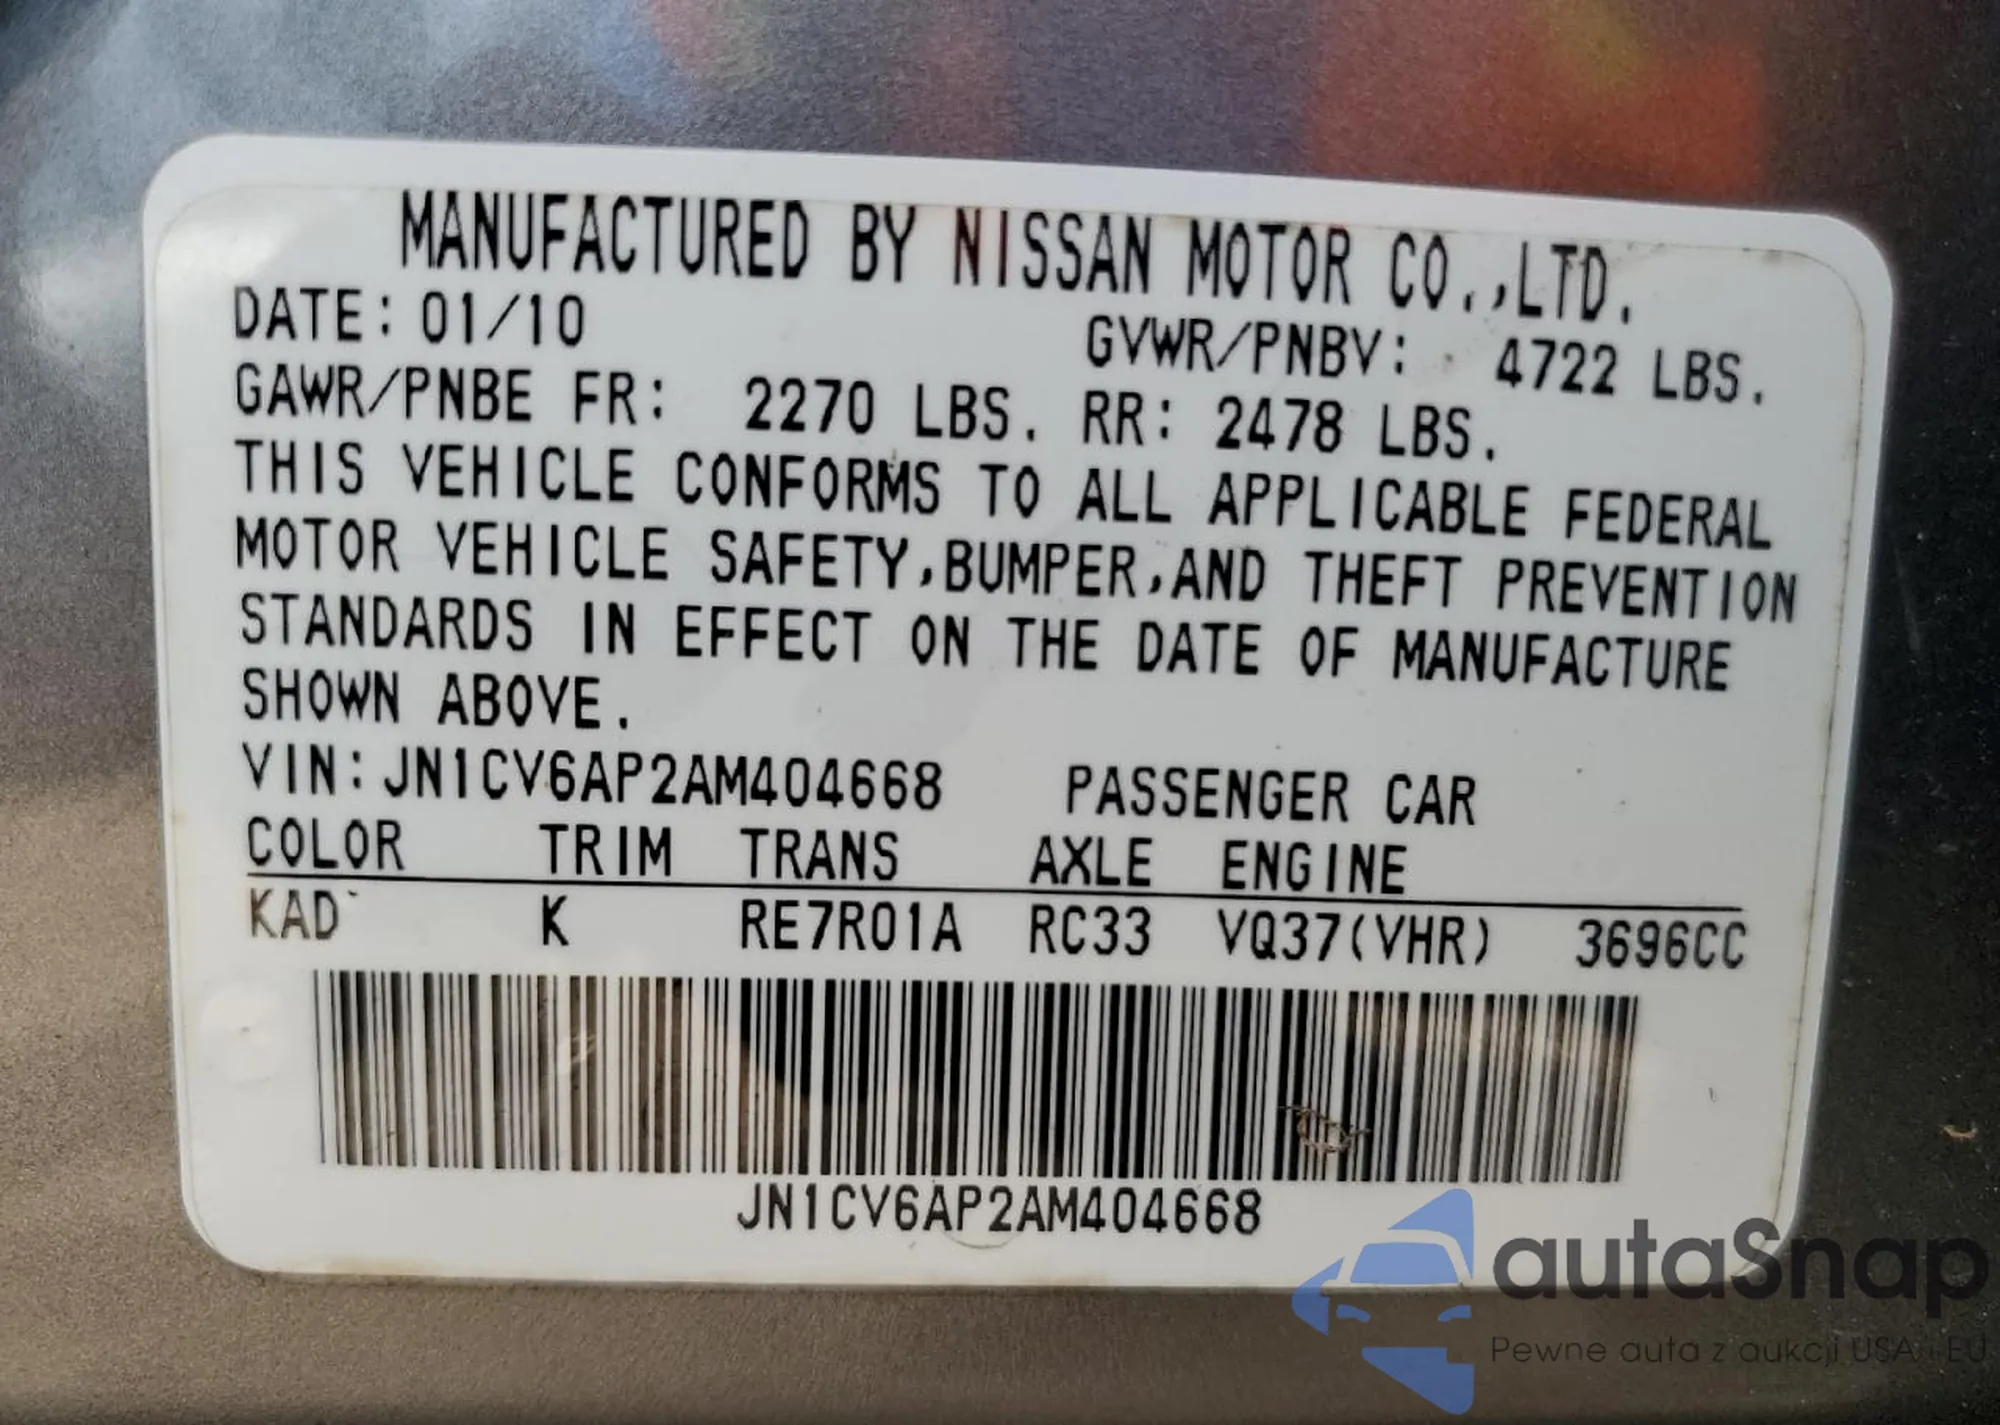 MANUFACTURED BY NISSAN MOTOR CO.,LTD.
DATE: 01/10 GVWR/PNBV: 4722 LBS.
GAWR/PNBE FR: 2270 LBS. RR: 2478 LBS.
THIS VEHICLE CONFORMS TO ALL APPLICABLE FEDERAL
MOTOR VEHICLE SAFETY,BUMPER,AND THEFT PREVENTION
STANDARDS IN EFFECT ON THE DATE OF MANUFACTURE
SHOWN ABOVE.
VIN:JN1CV6AP2AM404668 PASSENGER CAR
COLOR TRIM TRANS AXLE ENGINE
KAD K RE7R01A RC33 VQ37(VHR) 3696CC
JN1CV6AP2AM404668
autaSnap
Pewne auta z aukcji USA i EU